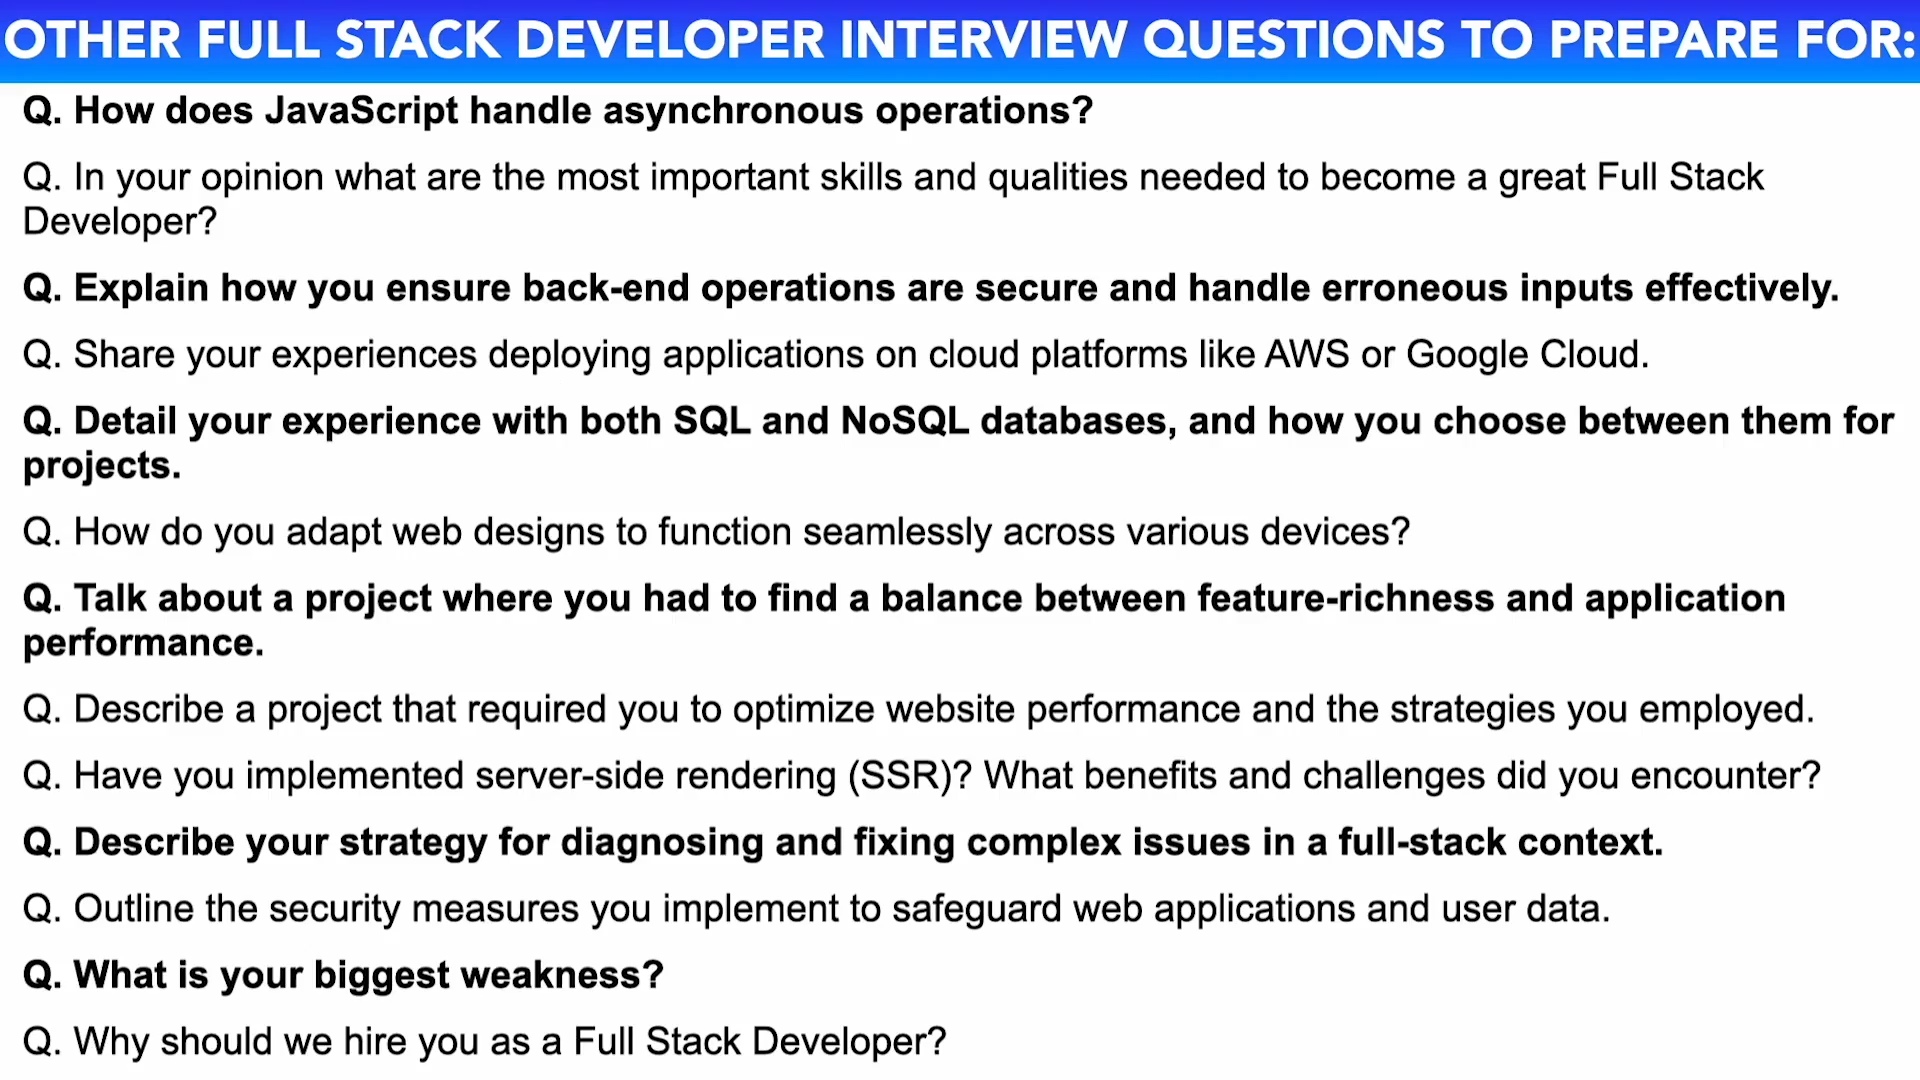 OTHER FULL STACK DEVELOPER INTERVIEW QUESTIONS TO PREPARE FOR:
Q. How does JavaScript handle asynchronous operations?
Q. In your opinion what are the most important skills and qualities needed to become a great Full Stack
Developer?
Q. Explain how you ensure back-end operations are secure and handle erroneous inputs effectively.
Q. Share your experiences deploying applications on cloud platforms like AWS or Google Cloud.
Q. Detail your experience with both SQL and NoSQL databases, and how you choose between them for
projects.
Q. How do you adapt web designs to function seamlessly across various devices?
Q. Talk about a project where you had to find a balance between feature-richness and application
performance.
Q. Describe a project that required you to optimize website performance and the strategies you employed.
Q. Have you implemented server-side rendering (SSR)? What benefits and challenges did you encounter?
Q. Describe your strategy for diagnosing and fixing complex issues in a full-stack context.
Q. Outline the security measures you implement to safeguard web applications and user data.
Q. What is your biggest weakness?
Q. Why should we hire you as a Full Stack Developer?